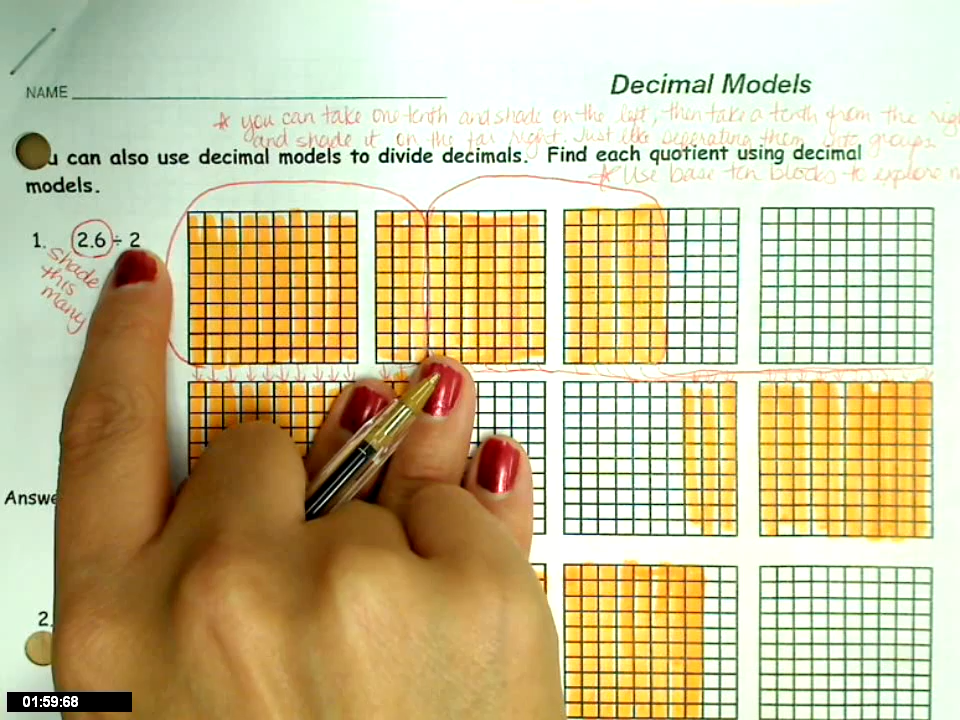 Decimal Models
NAME
* you can take one tenth and shade on the left, then take a tenth from the
and shade it on the far right. Just like separating them into groups
u can also use decimal models to divide decimals. Find each quotient using decimal
* Use base ten blocks to explore
models.
1. 2.6 ÷ 2
shade
this
many
Answe
2.
01:59:68